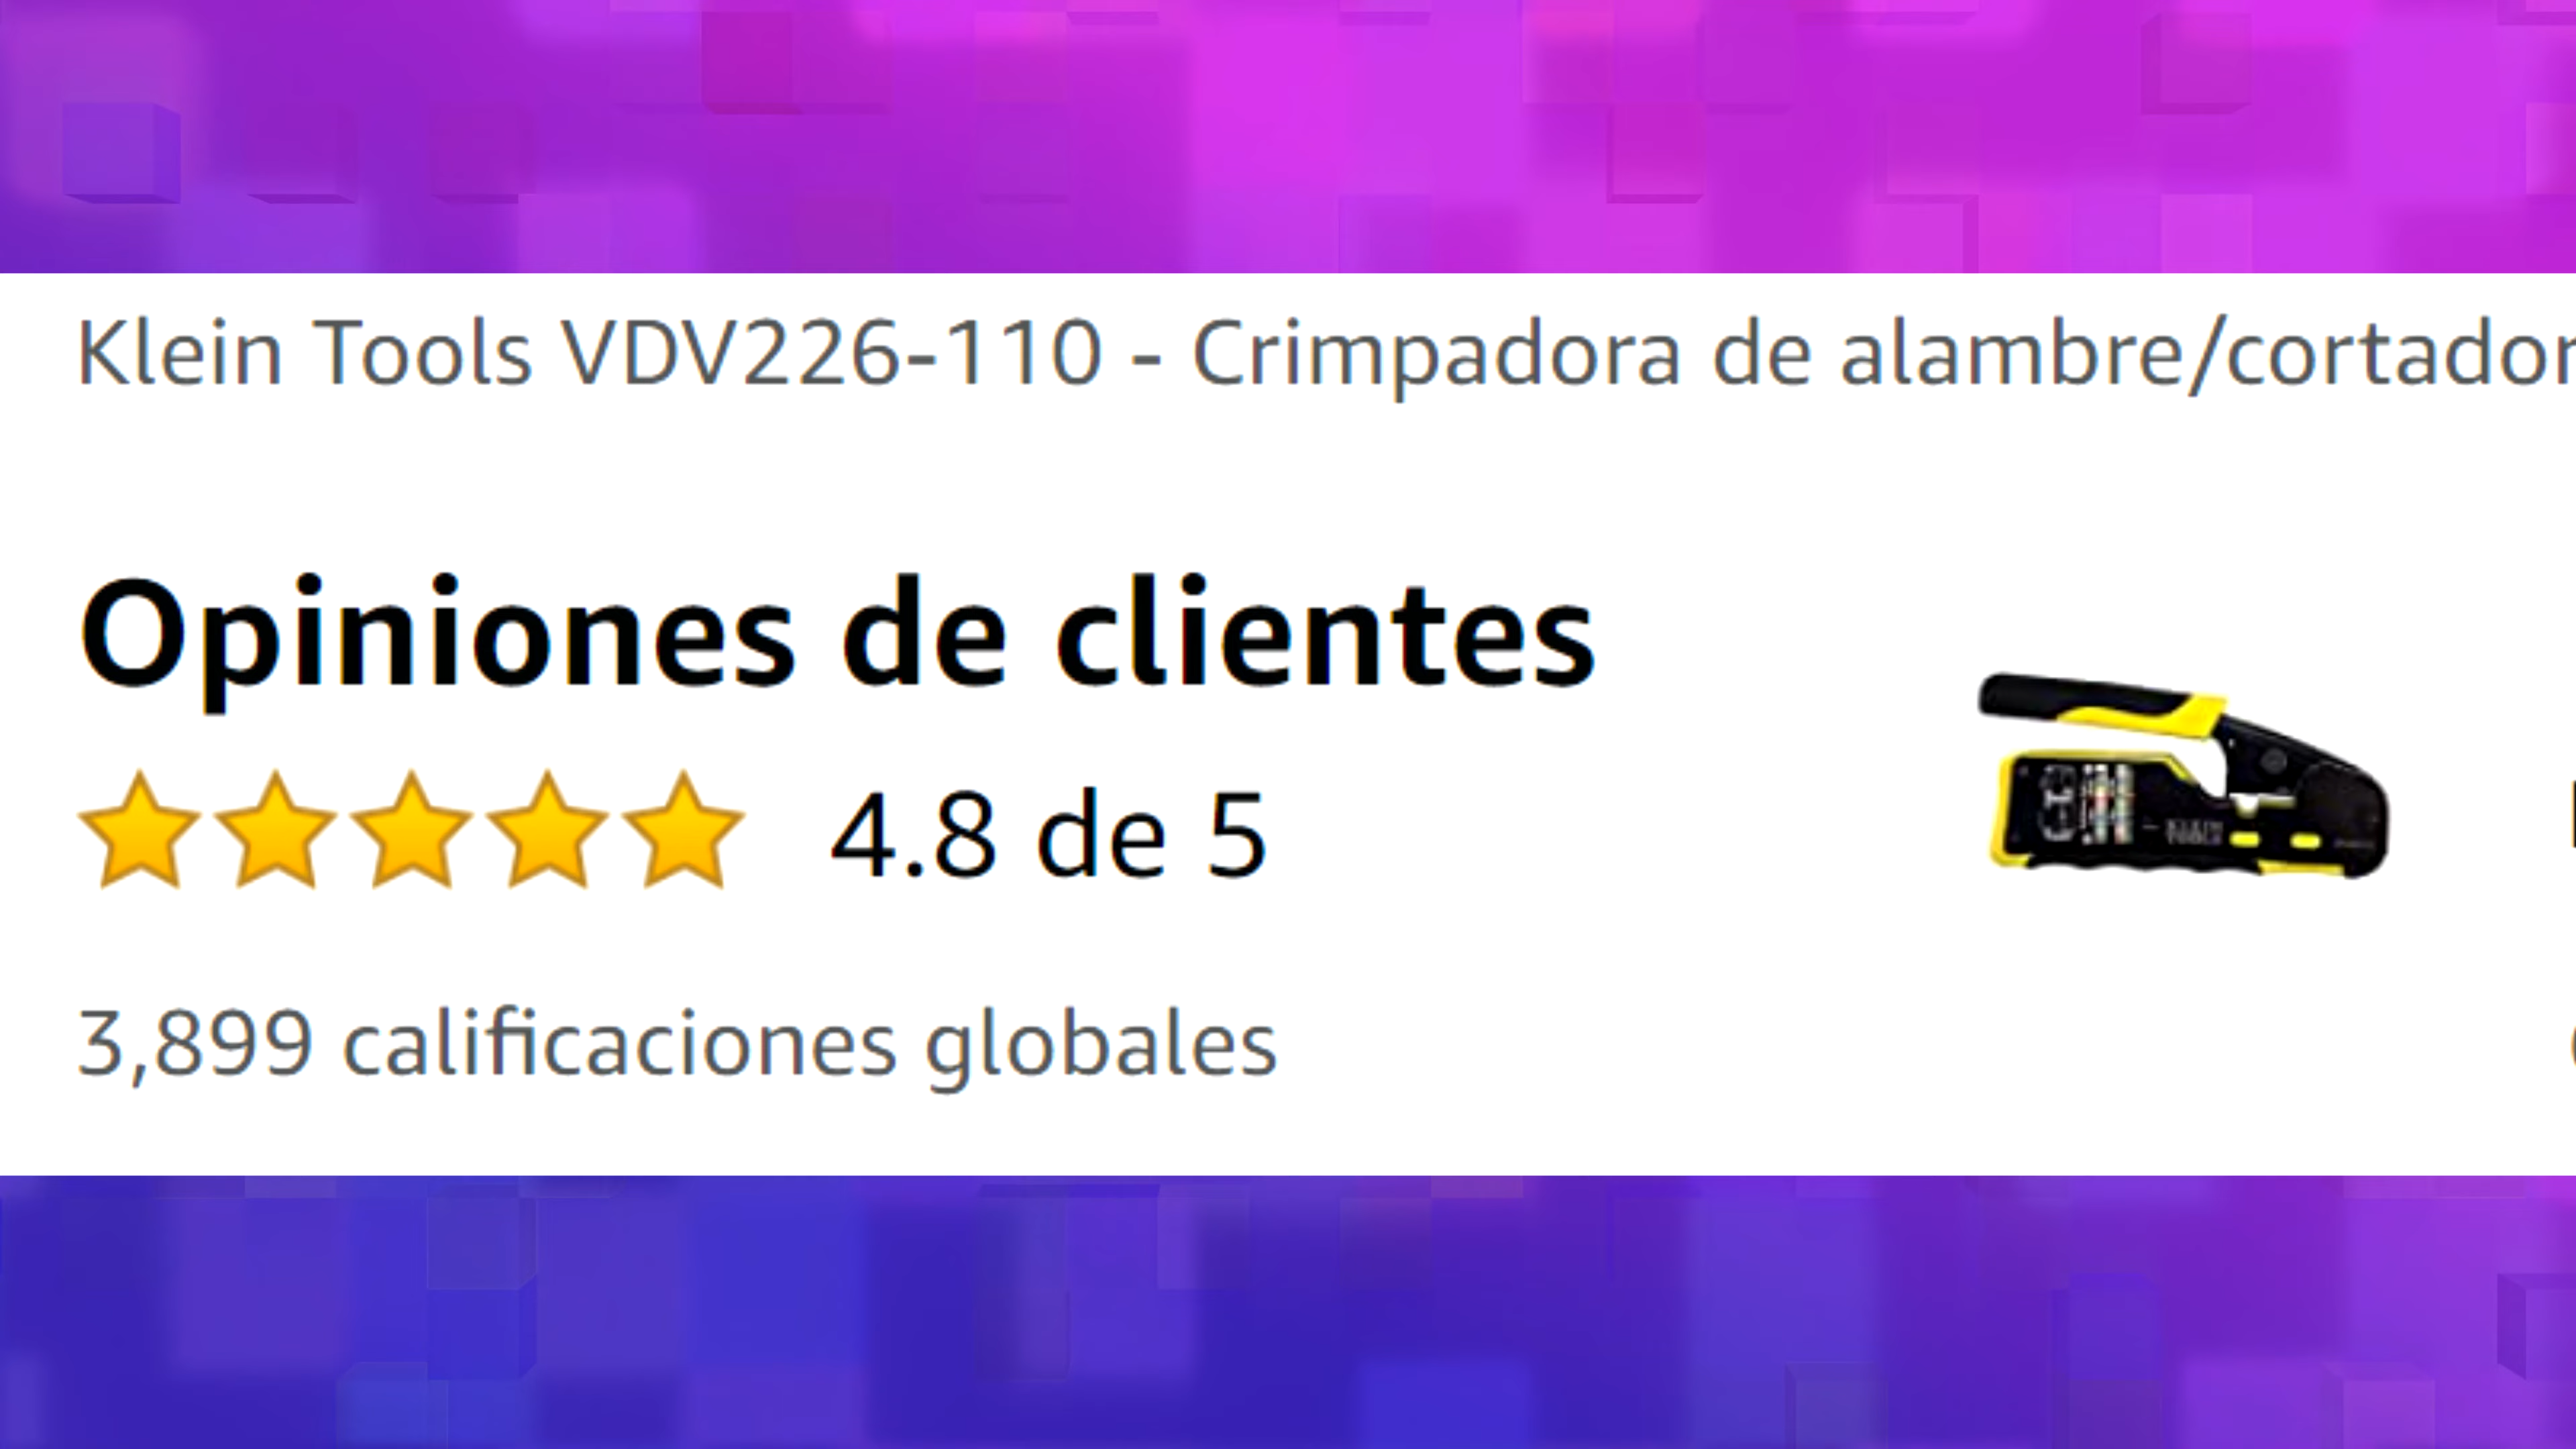 Klein Tools VDV226-110 - Crimpadora de alambre/cortador
Opiniones de clientes
4.8 de 5
3,899 calificaciones globales